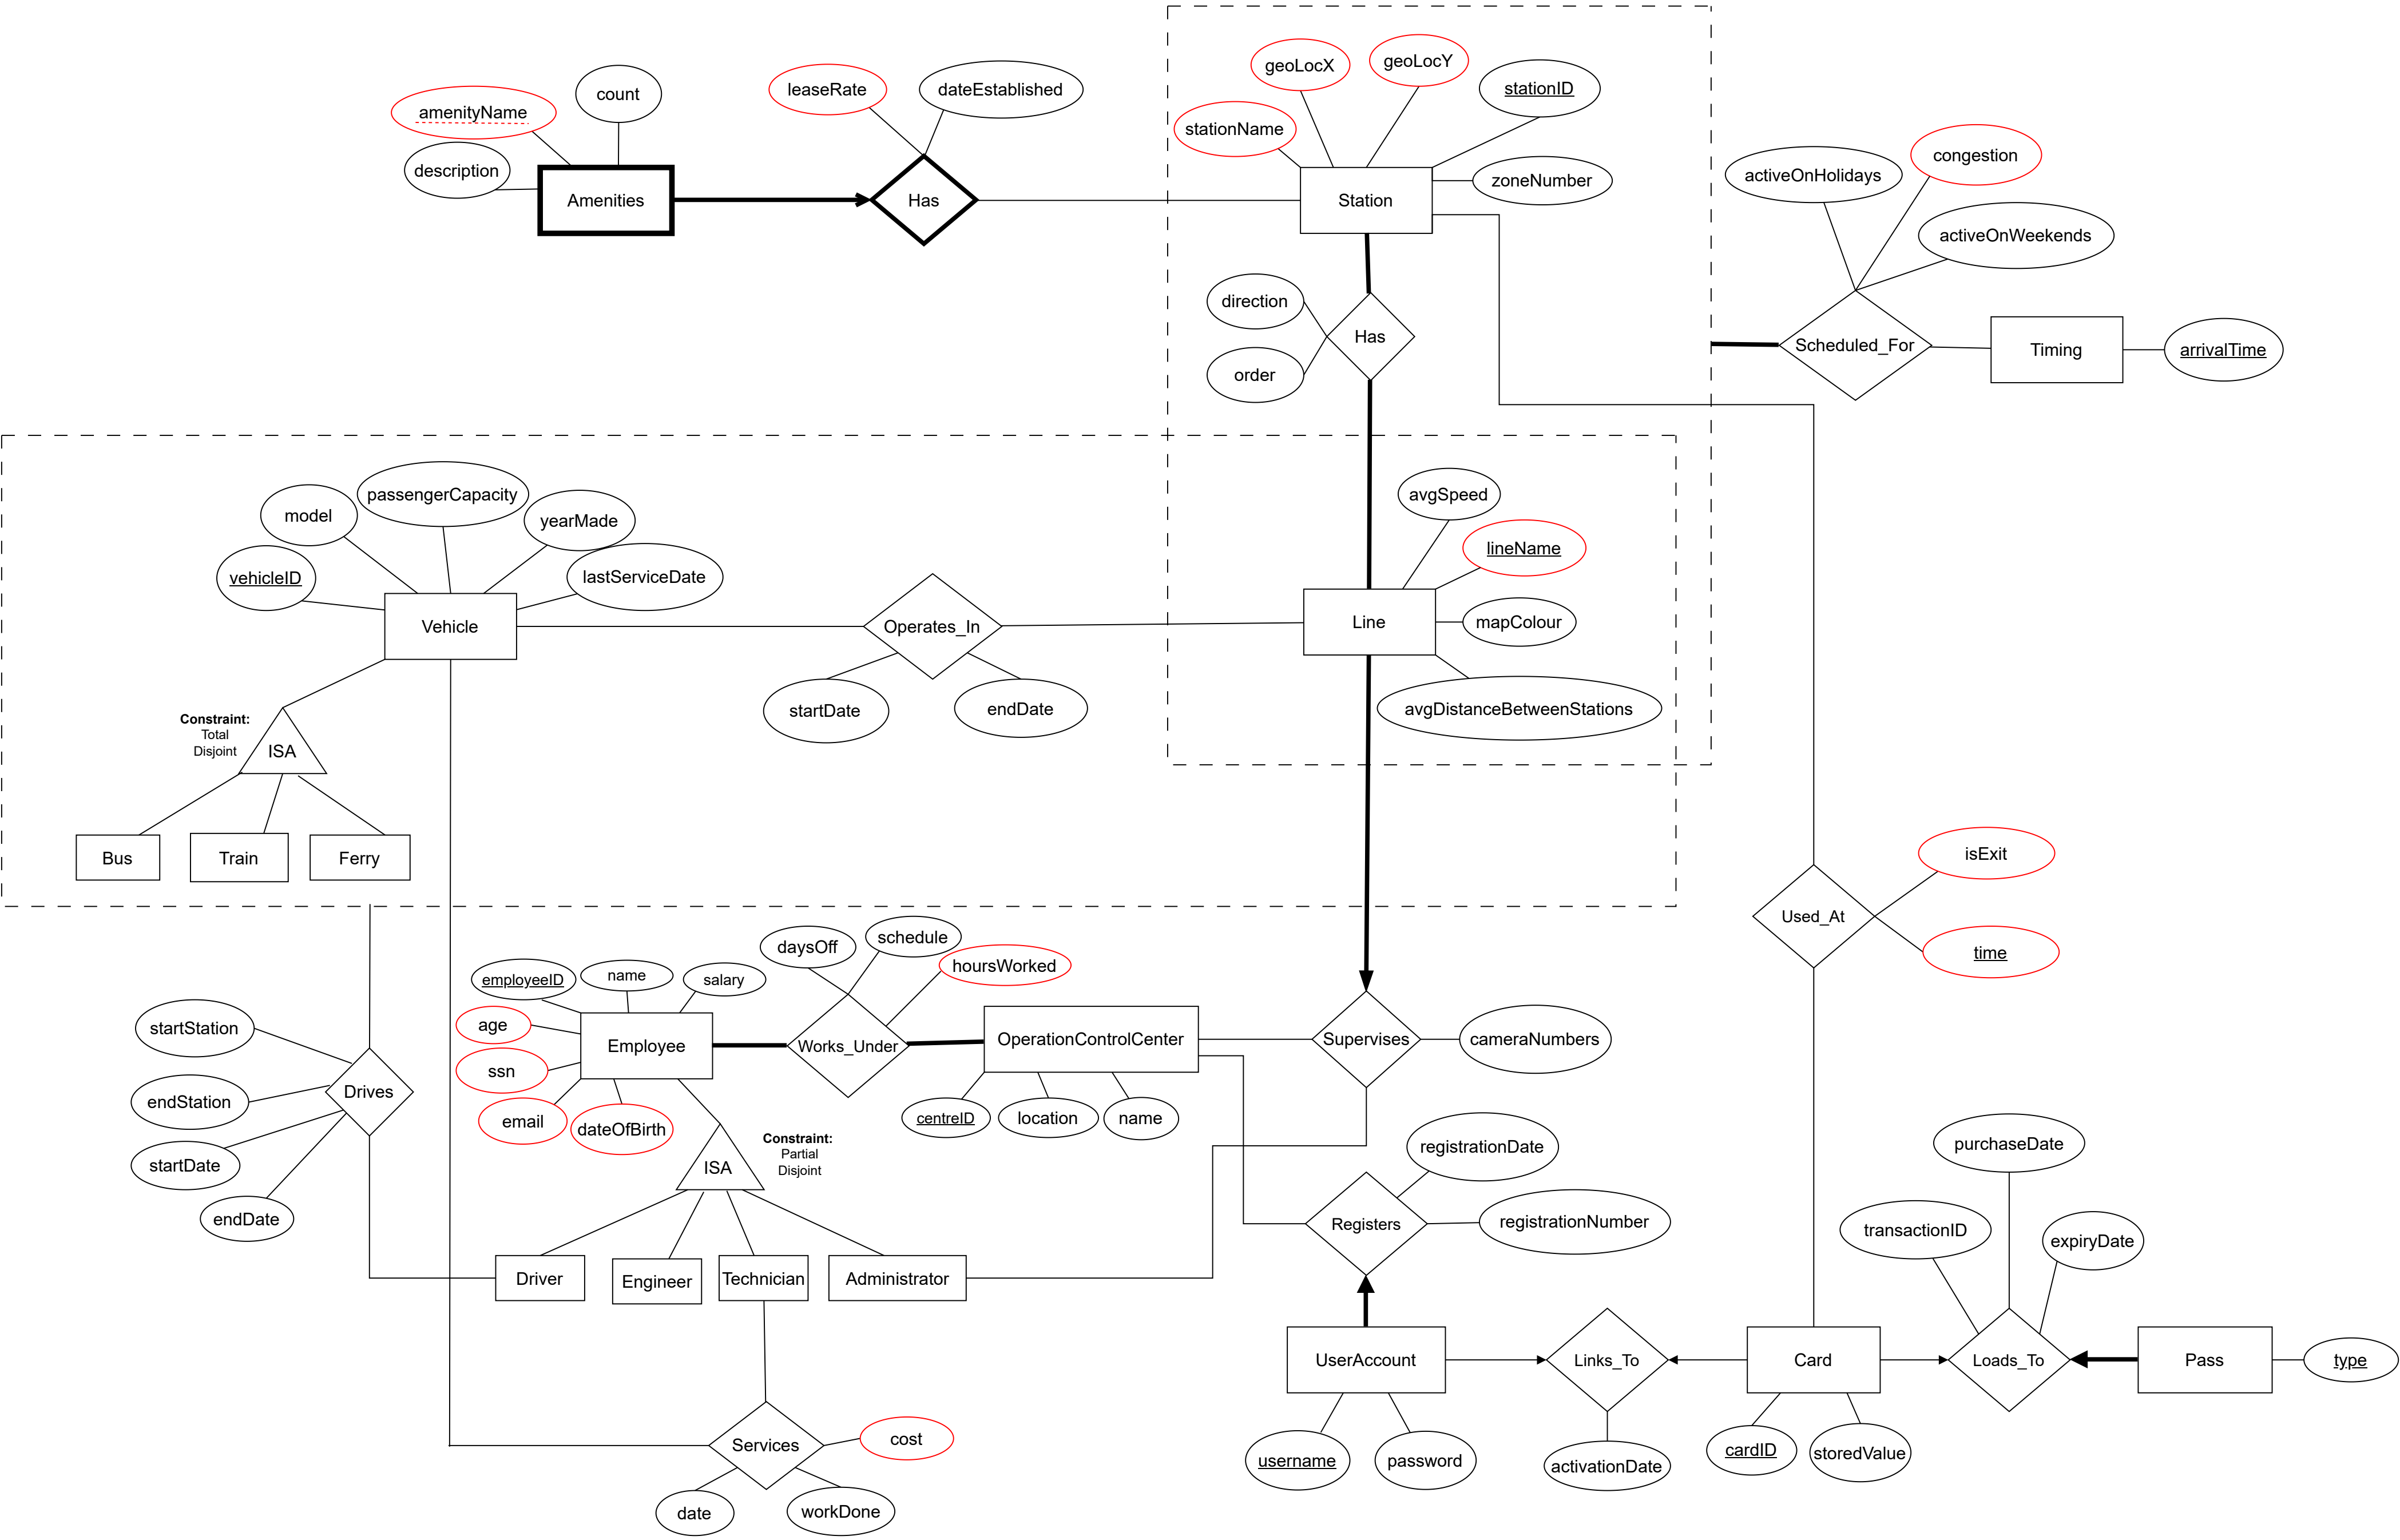 geoLocX
geoLocY
stationID
stationName
zoneNumber
Station
amenityName
count
description
Amenities
leaseRate
dateEstablished
Has
activeOnHolidays
congestion
activeOnWeekends
Scheduled_For
Timing
arrivalTime
direction
order
Has
model
passengerCapacity
yearMade
vehicleID
lastServiceDate
Vehicle
Operates_In
startDate
endDate
avgSpeed
lineName
Line
mapColour
avgDistanceBetweenStations
Constraint:
Total
Disjoint
ISA
Bus
Train
Ferry
isExit
Used_At
time
startStation
endStation
Drives
startDate
endDate
employeeID
name
salary
age
Employee
ssn
email
dateOfBirth
daysOff
schedule
hoursWorked
Works_Under
OperationControlCenter
centreID
location
name
Supervises
cameraNumbers
ISA
Constraint:
Partial
Disjoint
Driver
Engineer
Technician
Administrator
registrationDate
Registers
registrationNumber
purchaseDate
transactionID
expiryDate
UserAccount
Links_To
Card
Loads_To
Pass
type
username
password
activationDate
cardID
storedValue
Services
cost
date
workDone